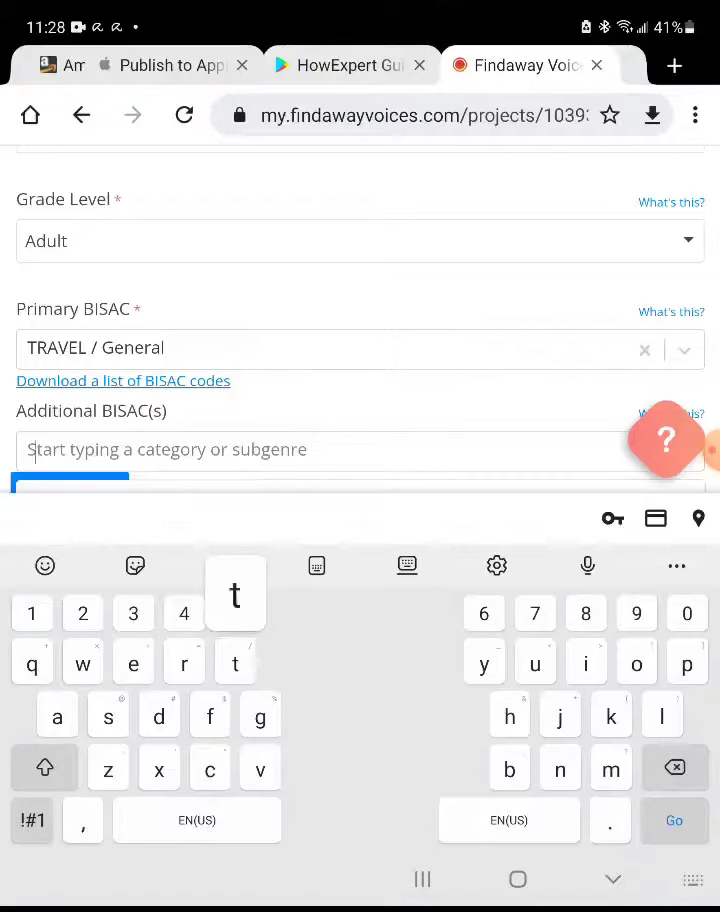 11:28 41%
Am Publish to App HowExpert Gui Findaway Voic
my.findawayvoices.com/projects/1039
Grade Level * What's this?
Adult
Primary BISAC * What's this?
TRAVEL / General
Download a list of BISAC codes
Additional BISAC(s)
Start typing a category or subgenre
?
t
1 2 3 4 6 7 8 9 0
q w e r t y u i o p
a s d f g h j k l
z x c v b n m
!#1 , EN(US) EN(US) . Go